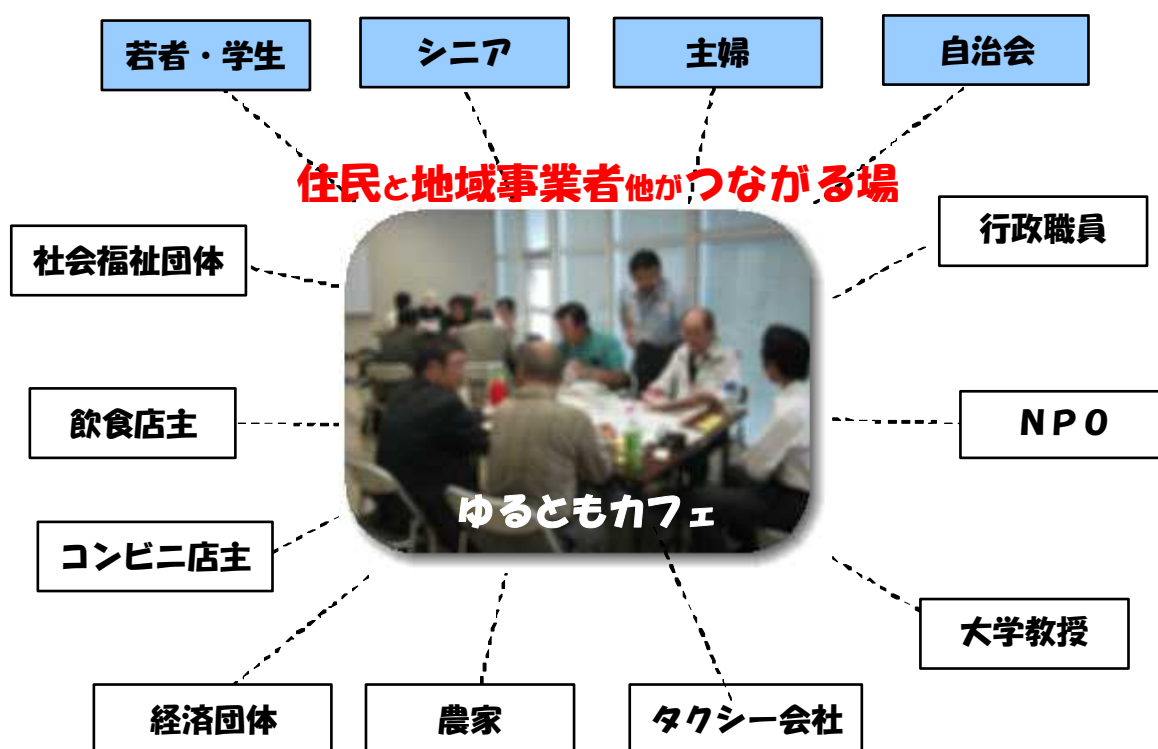 若者・学生
シニア
主婦
自治会
住民と地域事業者他がつながる場
社会福祉団体
行政職員
飲食店主
ＮＰＯ
ゆるともカフェ
コンビニ店主
大学教授
経済団体
農家
タクシー会社